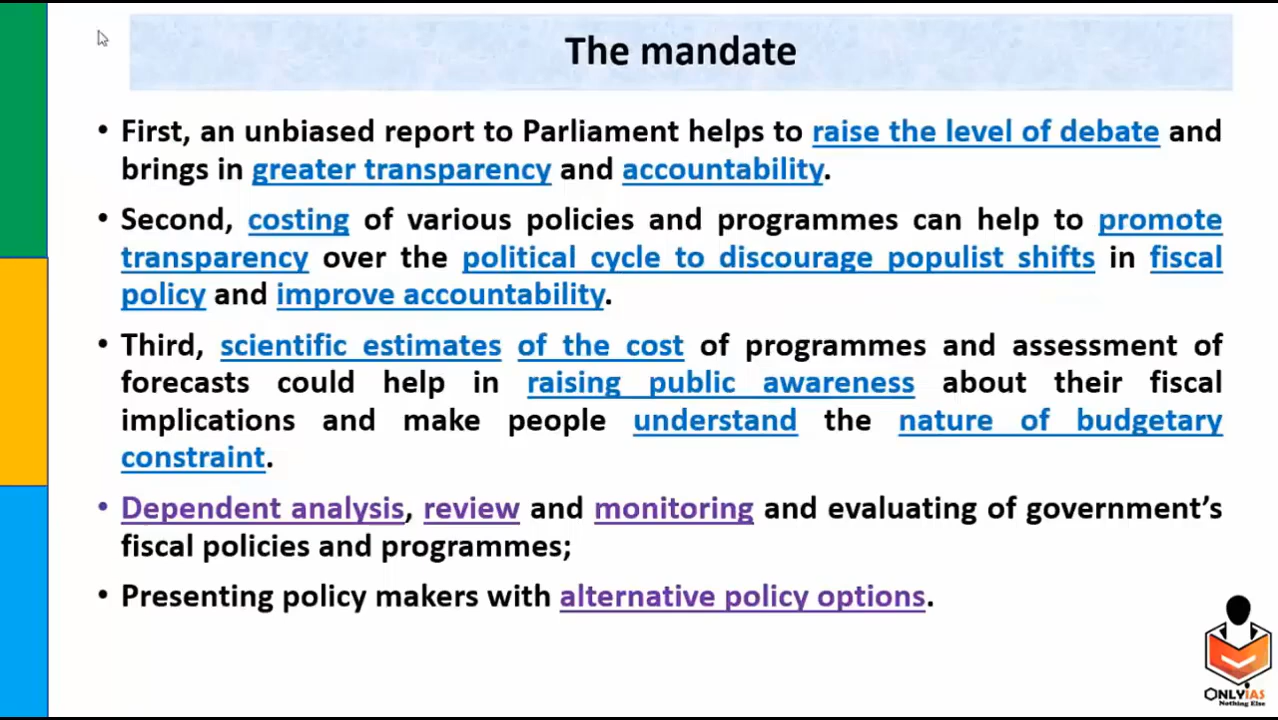 The mandate
• First, an unbiased report to Parliament helps to raise the level of debate and
brings in greater transparency and accountability.
• Second, costing of various policies and programmes can help to promote
transparency over the political cycle to discourage populist shifts in fiscal
policy and improve accountability.
• Third, scientific estimates of the cost of programmes and assessment of
forecasts could help in raising public awareness about their fiscal
implications and make people understand the nature of budgetary
constraint.
• Dependent analysis, review and monitoring and evaluating of government’s
fiscal policies and programmes;
• Presenting policy makers with alternative policy options.
ONLYIAS
Nothing Else